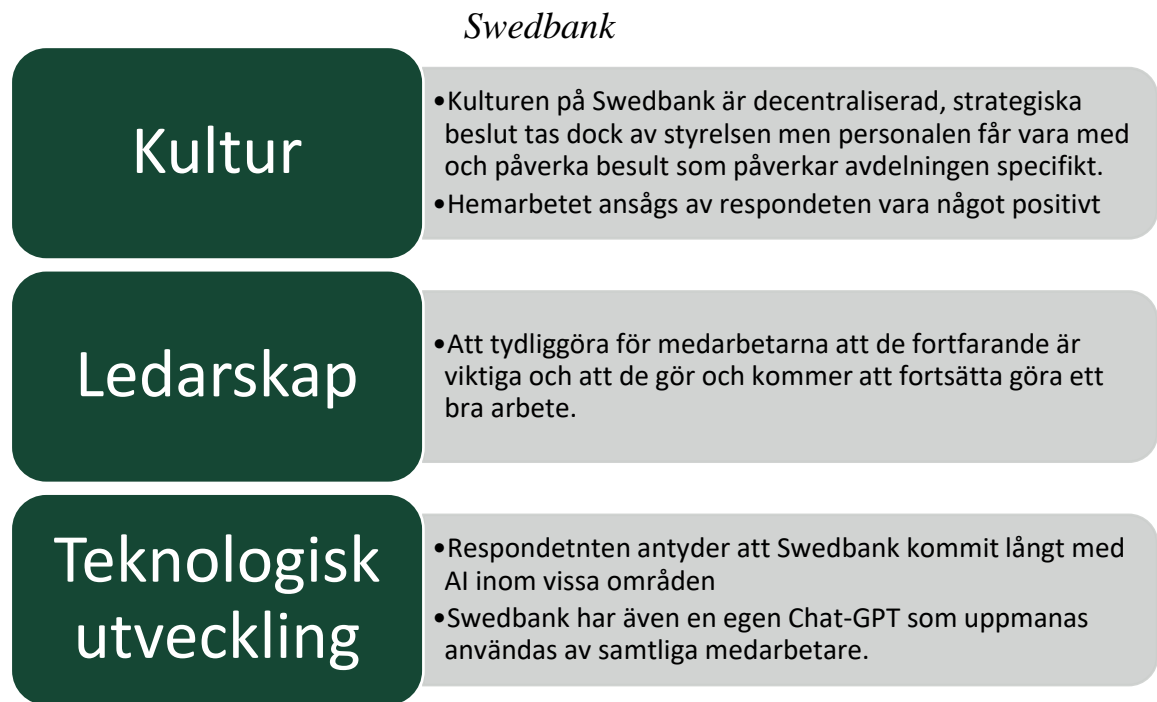 Swedbank
Kultur
•Kulturen på Swedbank är decentraliserad, strategiska
beslut tas dock av styrelsen men personalen får vara med
och påverka besult som påverkar avdelningen specifikt.
•Hemarbetet ansågs av respondeten vara något positivt
Ledarskap
•Att tydliggöra för medarbetarna att de fortfarande är
viktiga och att de gör och kommer att fortsätta göra ett
bra arbete.
Teknologisk
utveckling
•Respondetnten antyder att Swedbank kommit långt med
AI inom vissa områden
•Swedbank har även en egen Chat-GPT som uppmanas
användas av samtliga medarbetare.